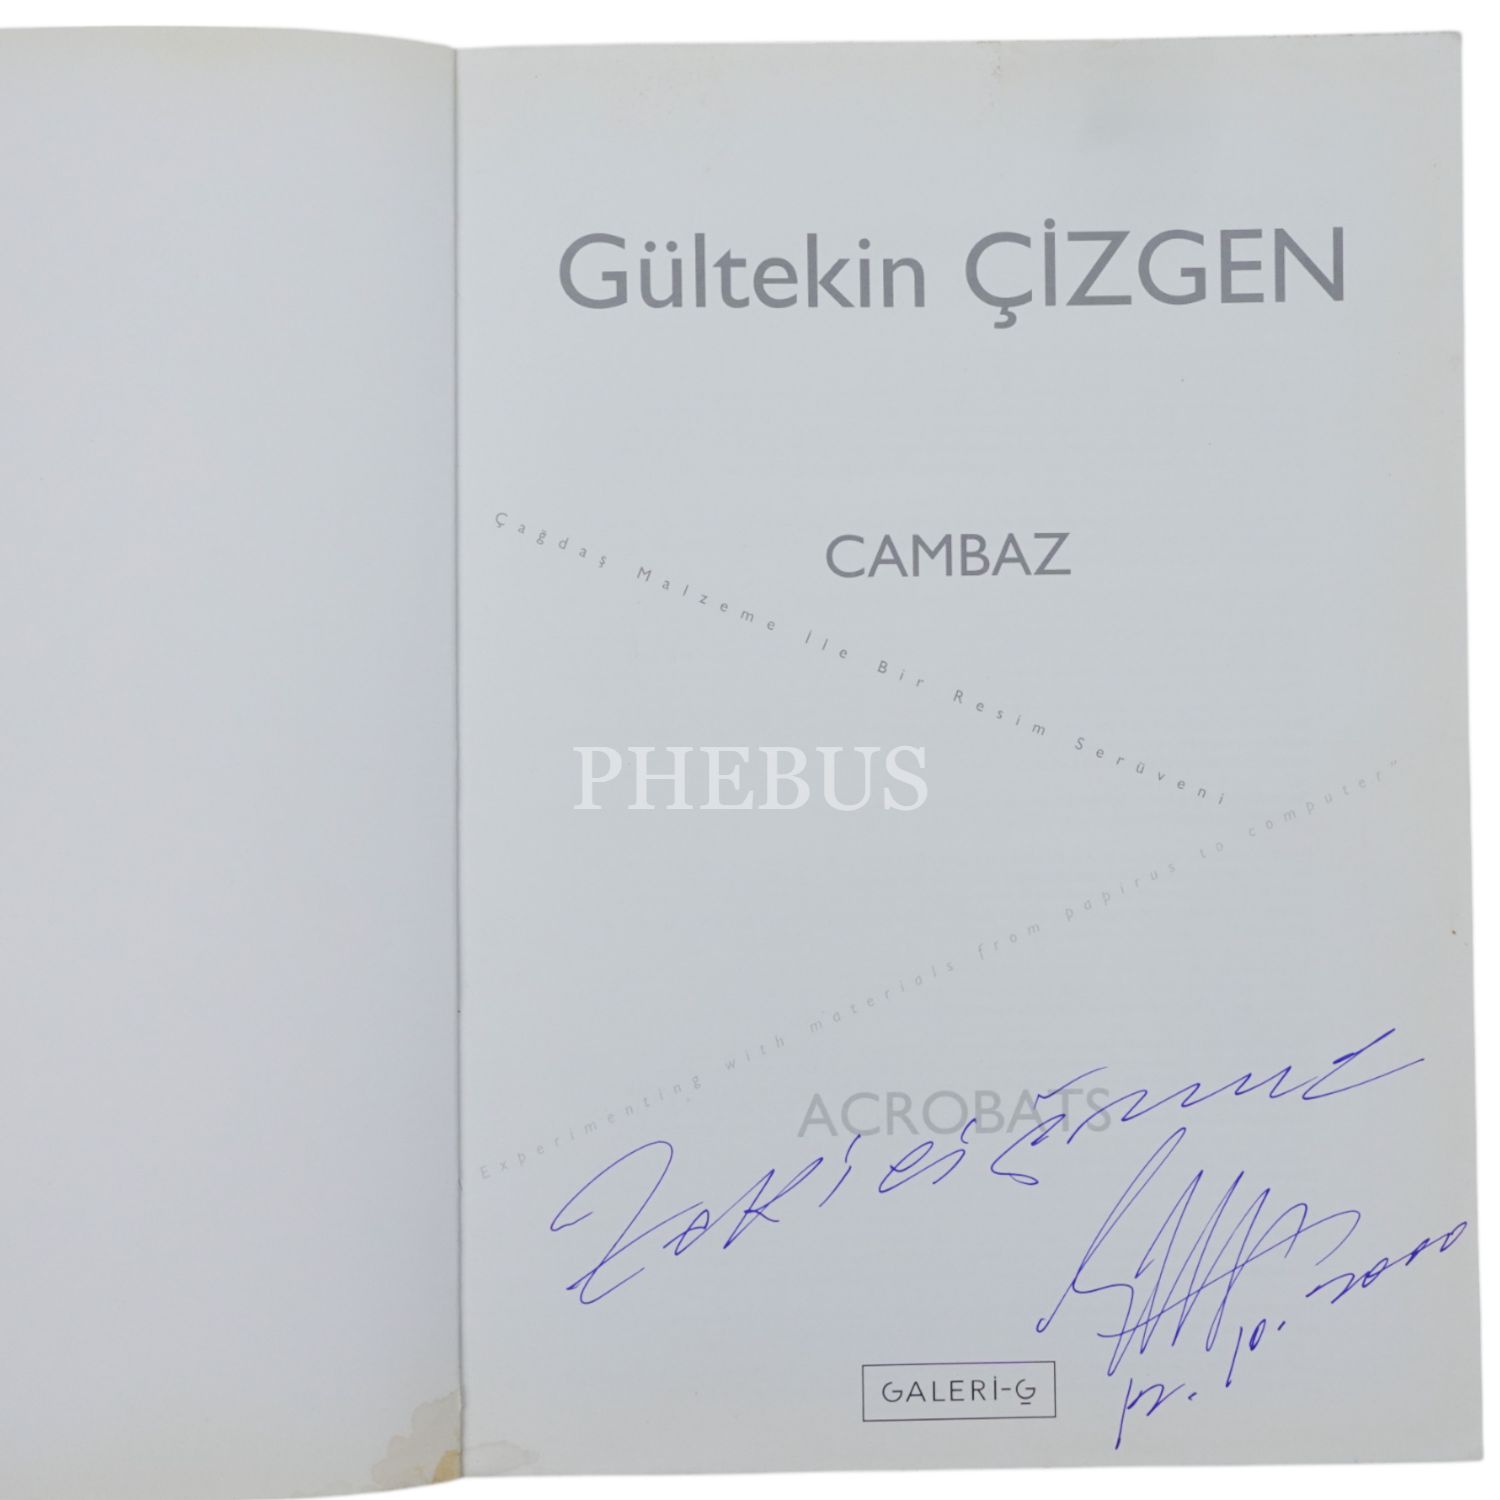 Gültekin ÇİZGEN
CAMBAZ
Çağdaş Malzeme İle Bir Resim Serüveni
PHEBUS
Experimenting with materials from papirus to computer"
ACROBATS
2000
GALERİ-G